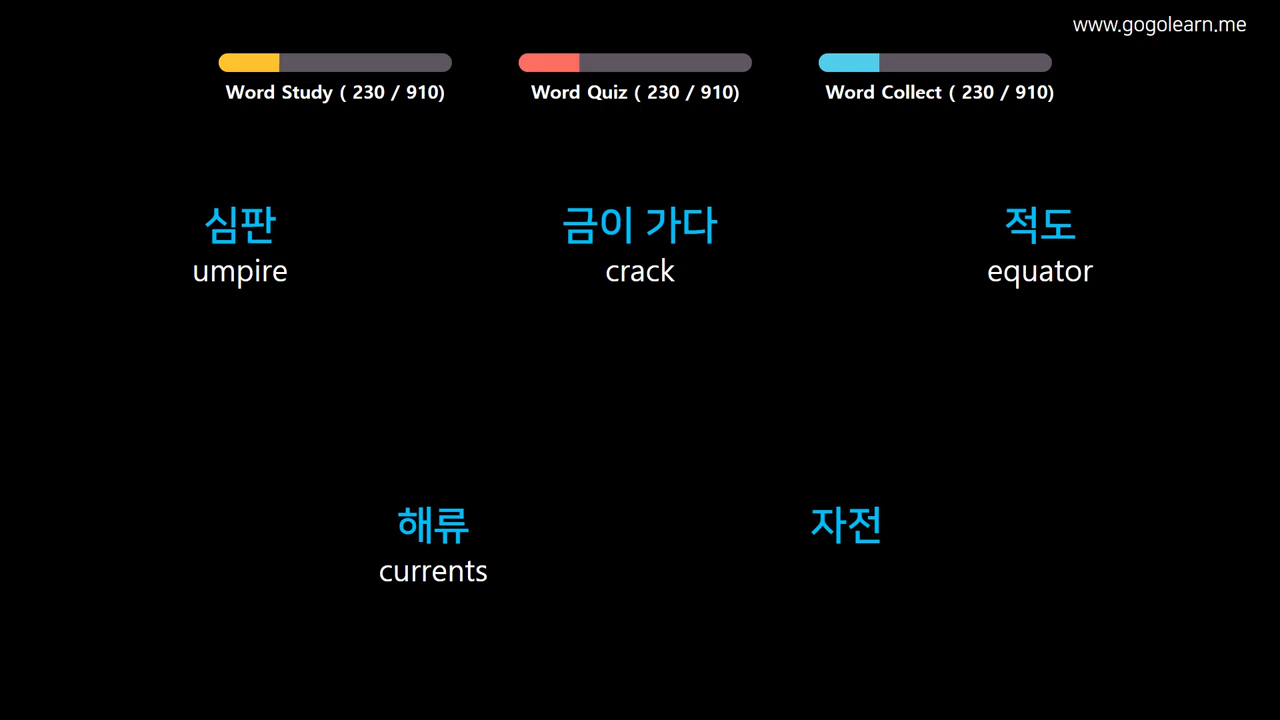 www.gogolearn.me
Word Study ( 230 / 910)
Word Quiz ( 230 / 910)
Word Collect ( 230 / 910)
심판
umpire
금이 가다
crack
적도
equator
해류
currents
자전